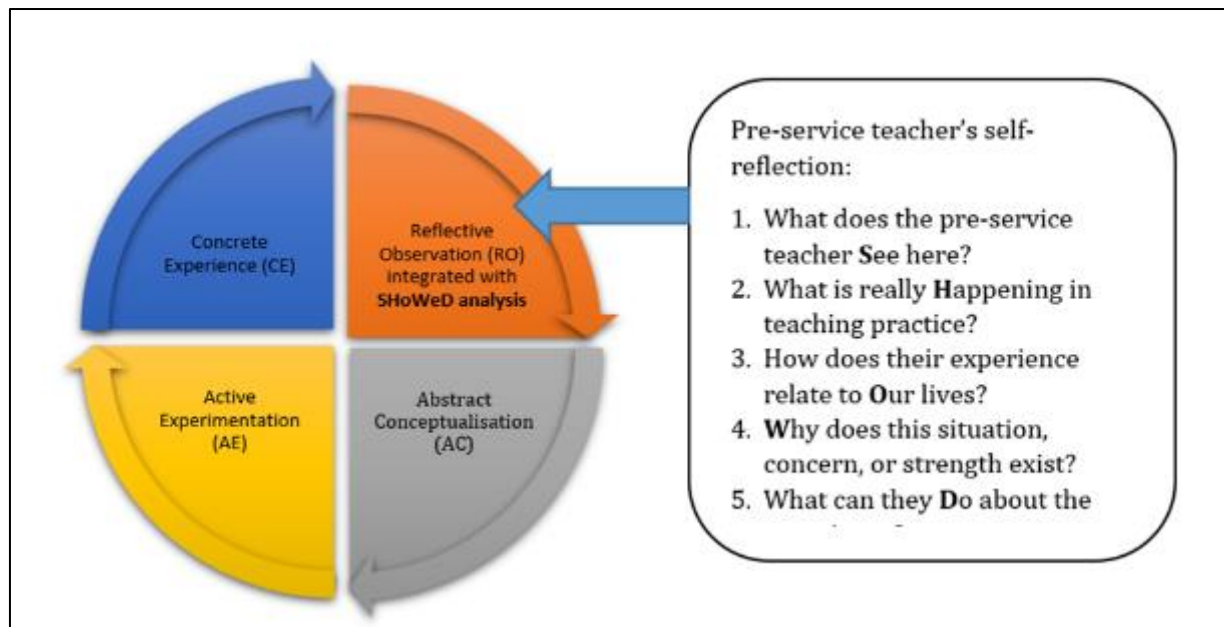 Concrete
Experience (CE)
Reflective
Observation (RO)
integrated with
SHoWeD analysis
Active
Experimentation
(AE)
Abstract
Conceptualisation
(AC)
Pre-service teacher's self-
reflection:
1. What does the pre-service
teacher See here?
2. What is really Happening in
teaching practice?
3. How does their experience
relate to Our lives?
4. Why does this situation,
concern, or strength exist?
5. What can they Do about the